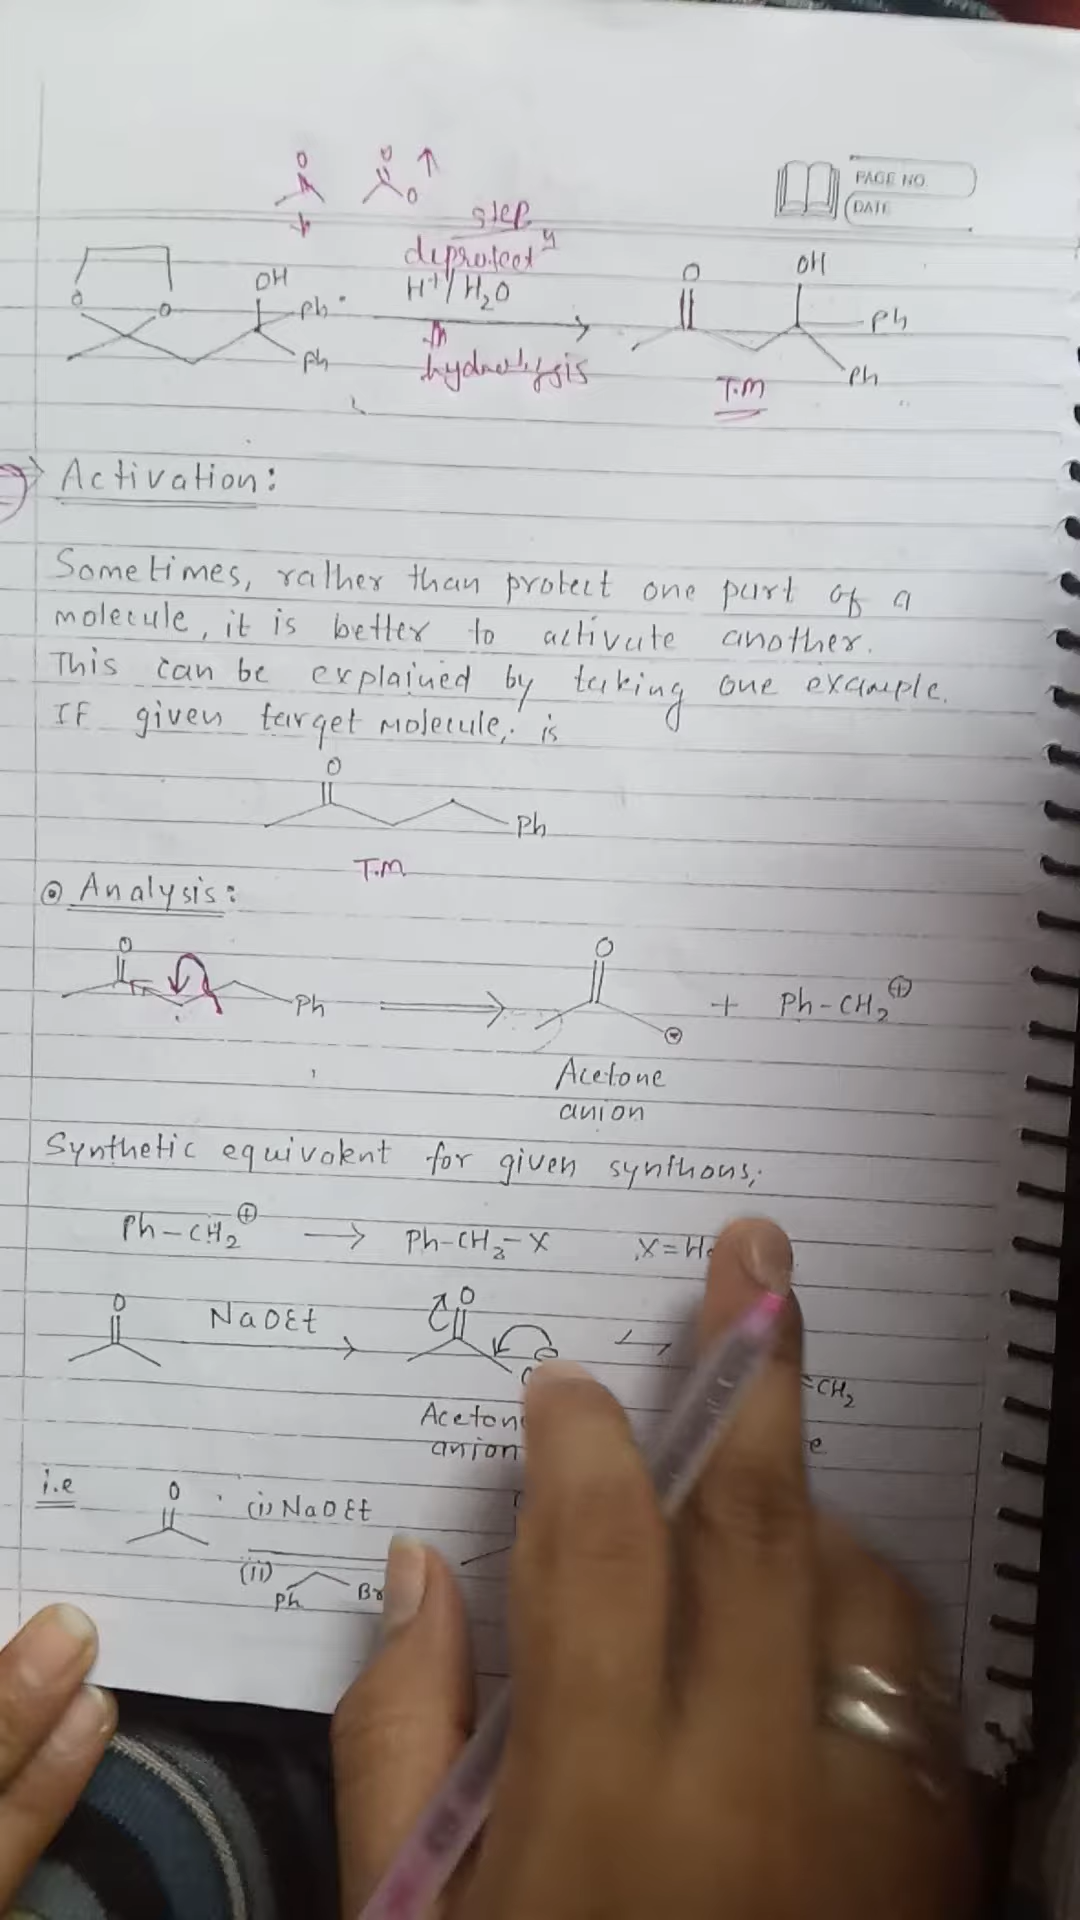 PAGE NO.
DATE
O O
O
step
deprotectⁿ
H⁺/H₂O
hydrolysis
O O OH Ph Ph
O OH Ph Ph
T.M
Activation:
Sometimes, rather than protect one part of a
molecule, it is better to activate another.
This can be explained by taking one example.
If given target molecule, is
O
Ph
T.M.
Analysis:
O Ph O ⊖ + Ph-CH₂⊕
Acetone
anion
Synthetic equivalent for given synthons;
Ph-CH₂⊕ → Ph-CH₂-X X=
O NaOEt O
=CH₂
Aceton
anion
i.e O (i) NaOEt
(ii) Ph Br